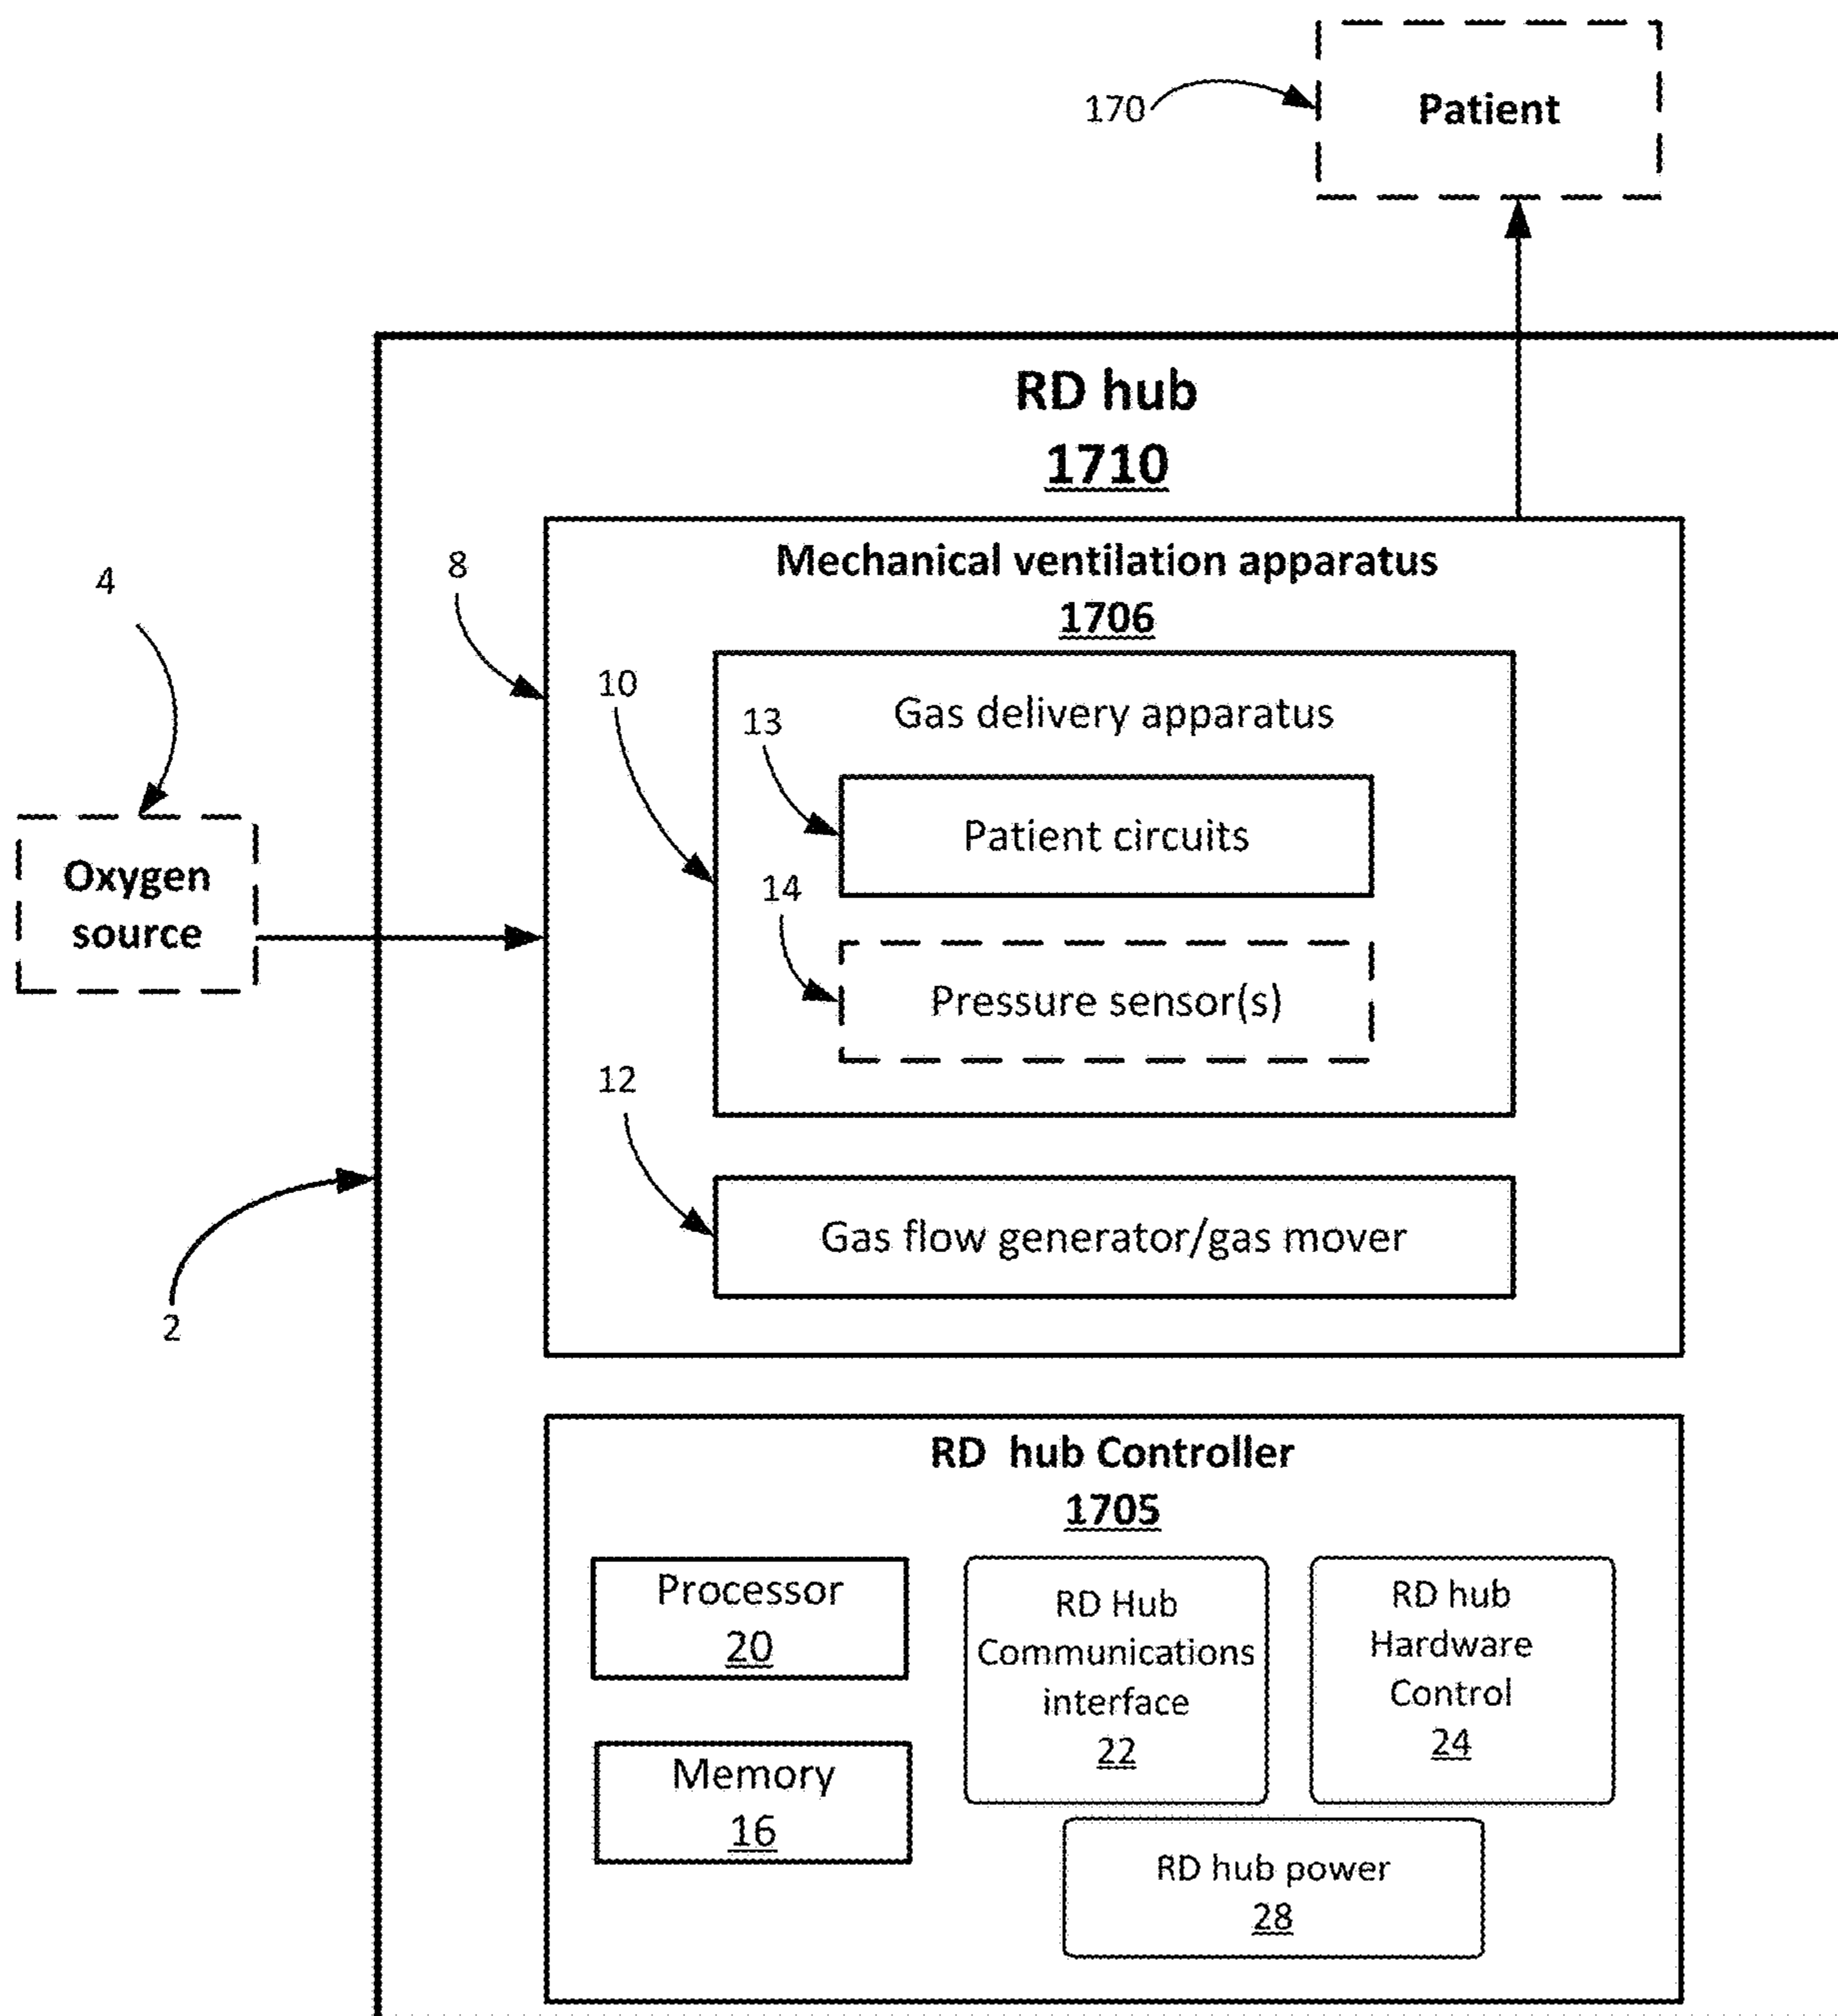 170
Patient
RD hub
1710
8
Mechanical ventilation apparatus
1706
4
10
Gas delivery apparatus
13
Patient circuits
Oxygen
source
14
Pressure sensor(s)
12
Gas flow generator/gas mover
2
RD hub Controller
1705
Processor
20
RD Hub
Communications
interface
22
RD hub
Hardware
Control
24
Memory
16
RD hub power
28